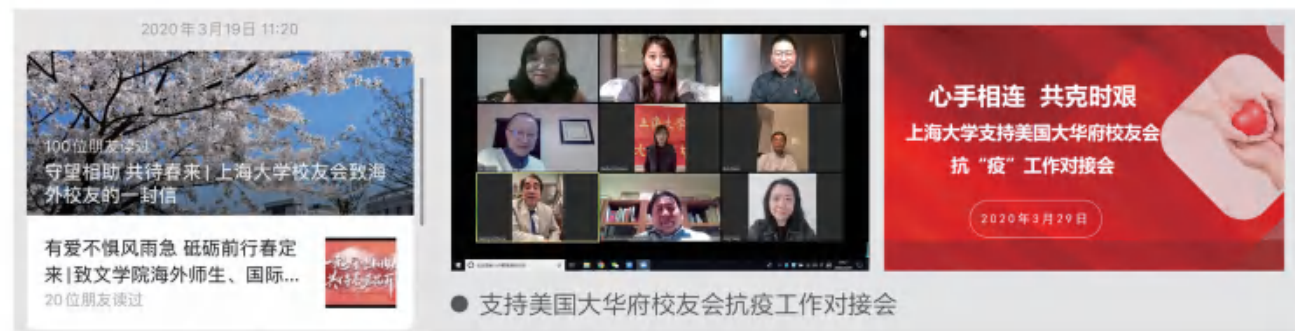 2020年3月19日 11:20
100位朋友读过
守望相助 共待春来|上海大学校友会致海
外校友的一封信
有爱不惧风雨急 砥砺前行春定
来|致文学院海外师生、国际...
20位朋友读过
上海大学
心手相连 共克时艰
上海大学支持美国大华府校友会
抗“疫”工作对接会
2020年3月29日
● 支持美国大华府校友会抗疫工作对接会